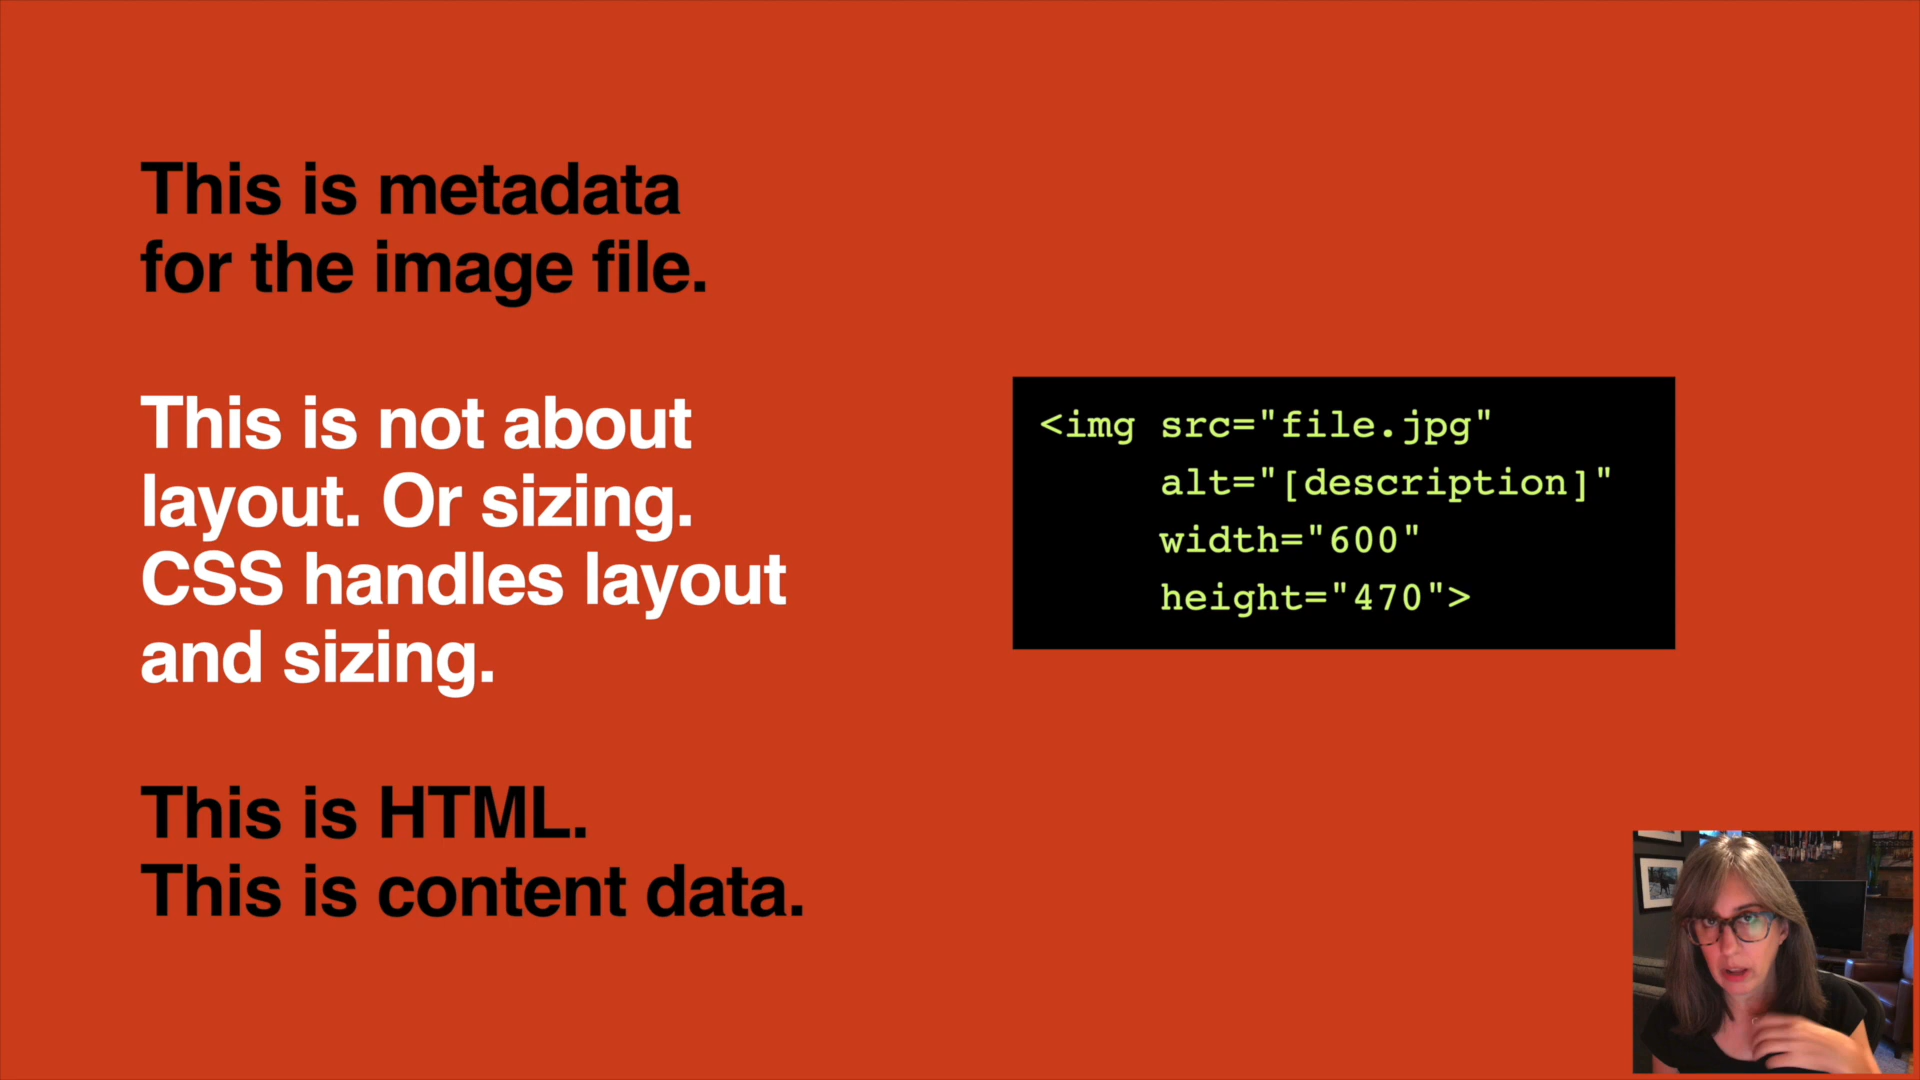 This is metadata
for the image file.
This is not about
layout. Or sizing.
CSS handles layout
and sizing.
This is HTML.
This is content data.
<img src="file.jpg"
alt="[description]"
width="600"
height="470">